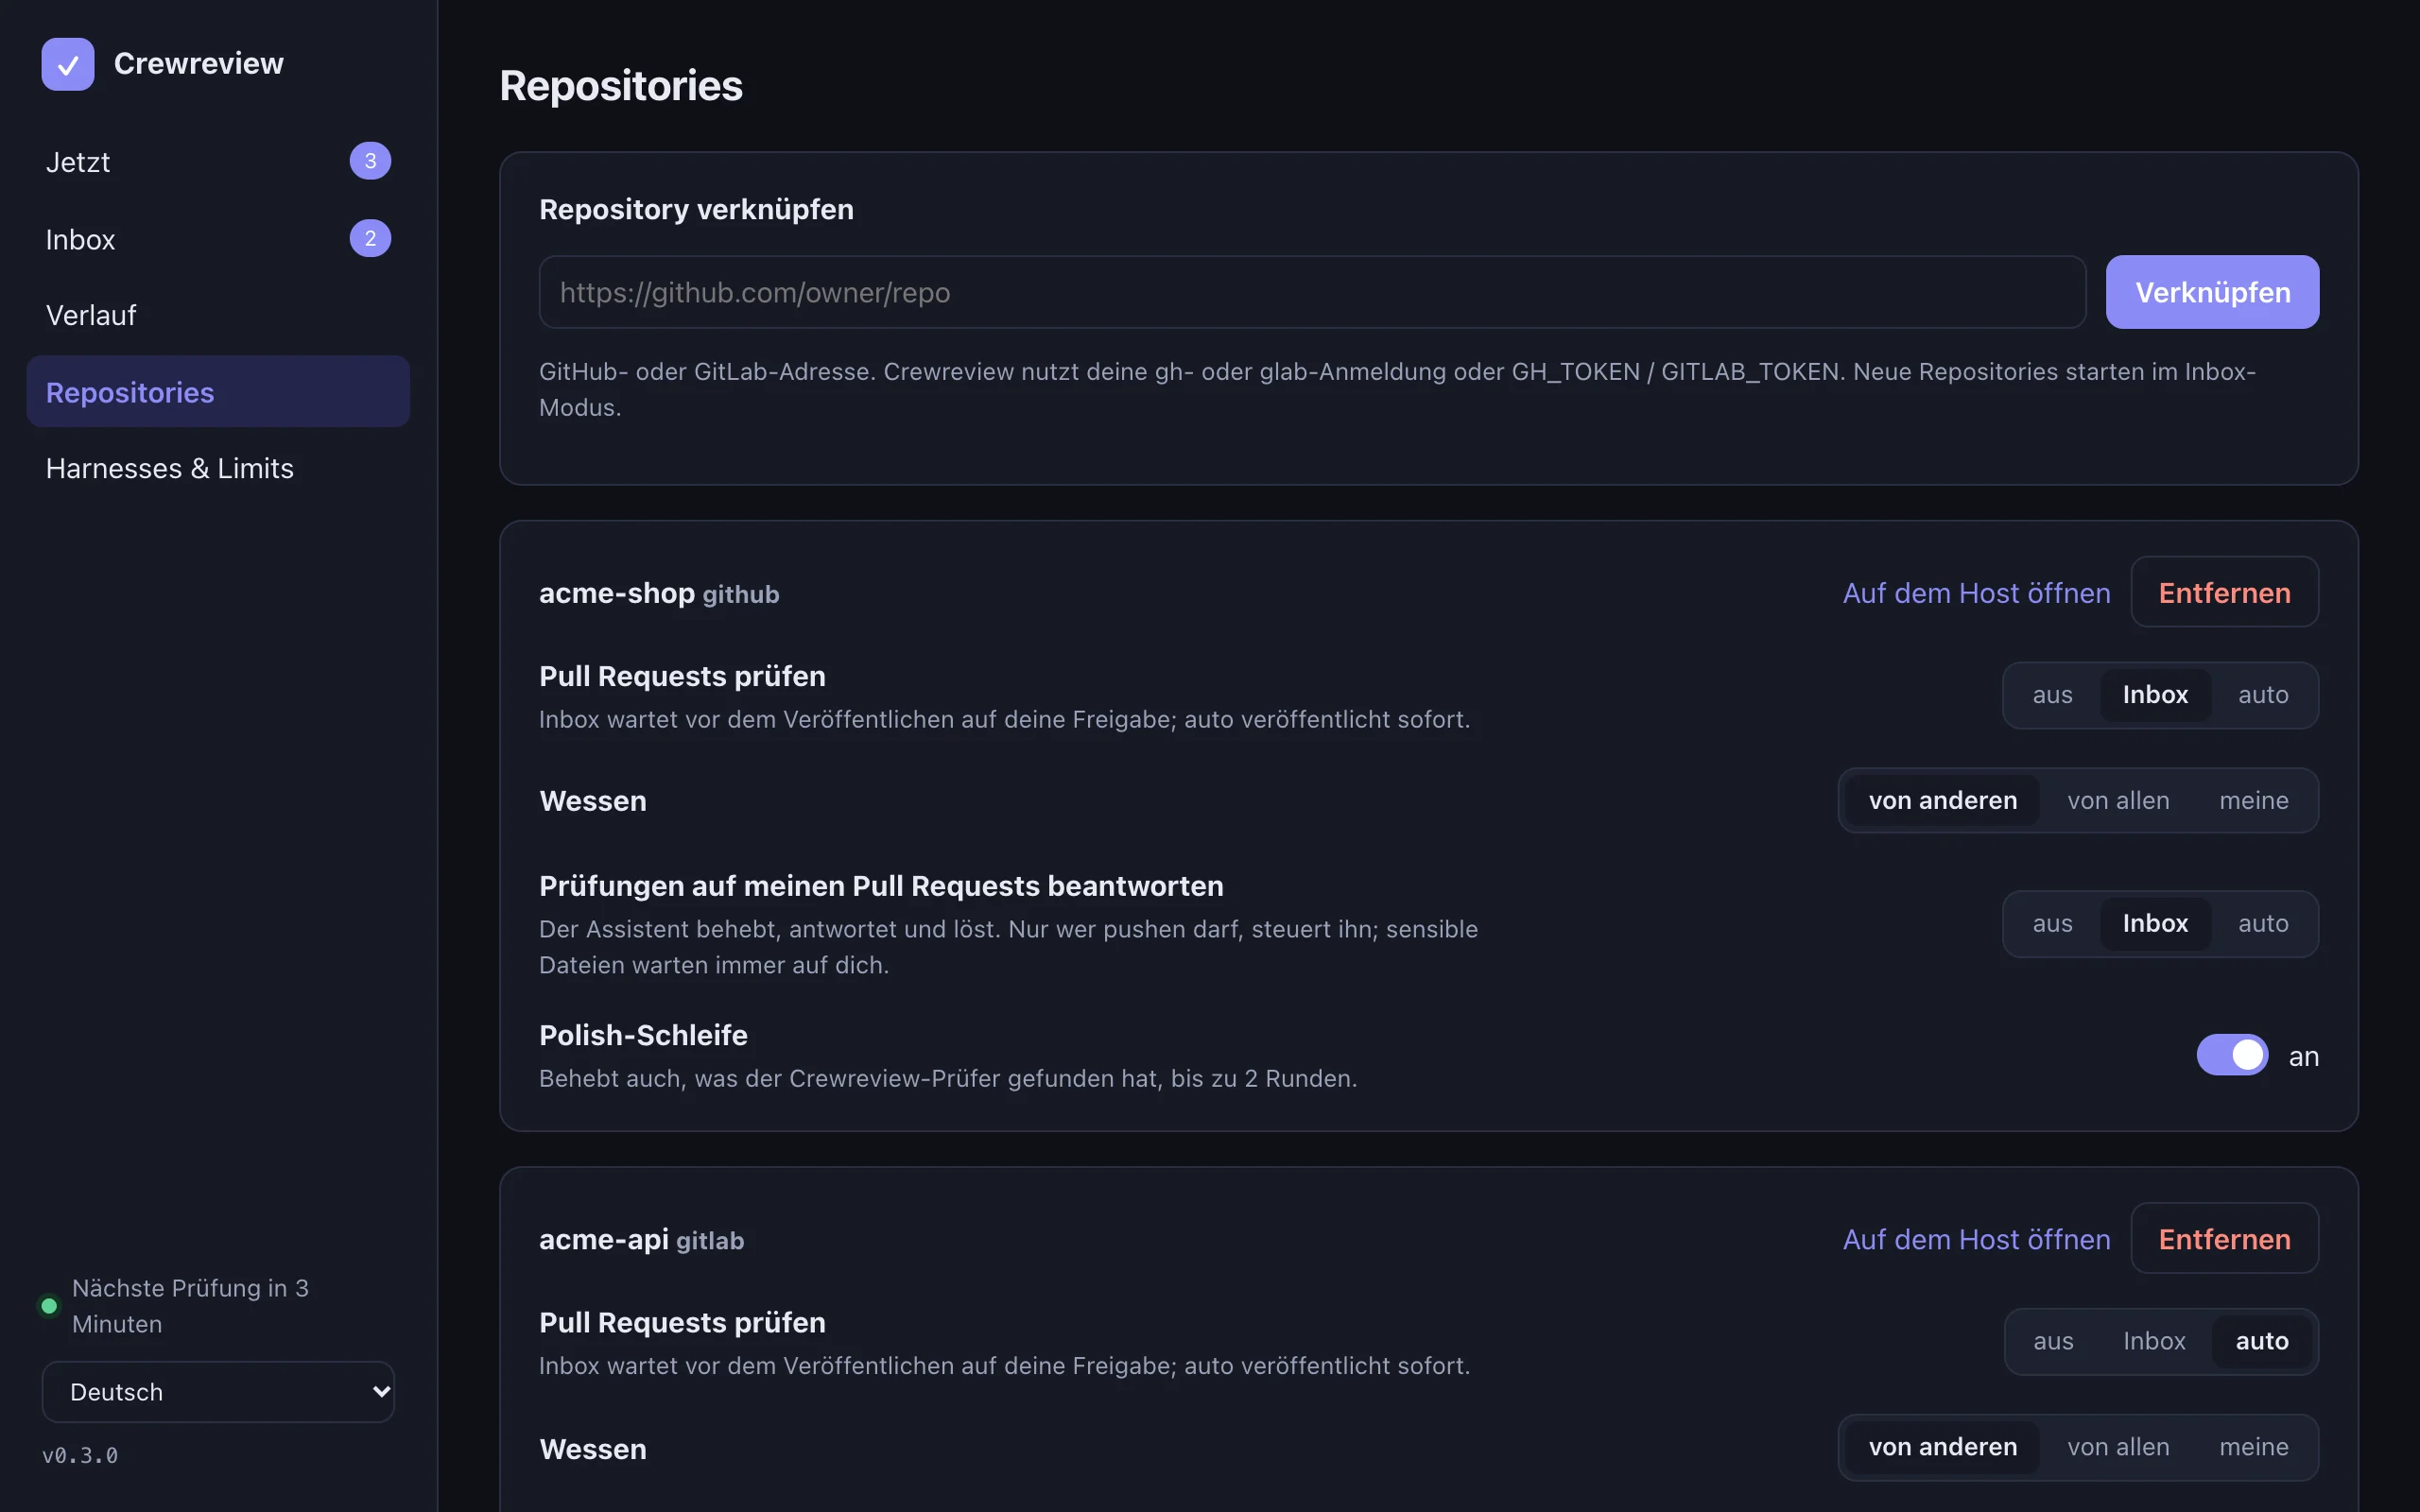 Crewreview
Jetzt 3
Inbox 2
Verlauf
Repositories
Harnesses & Limits
Nächste Prüfung in 3
Minuten
Deutsch
v0.3.0
Repositories
Repository verknüpfen
https://github.com/owner/repo Verknüpfen
GitHub- oder GitLab-Adresse. Crewreview nutzt deine gh- oder glab-Anmeldung oder GH_TOKEN / GITLAB_TOKEN. Neue Repositories starten im Inbox-
Modus.
acme-shop github Auf dem Host öffnen Entfernen
Pull Requests prüfen
Inbox wartet vor dem Veröffentlichen auf deine Freigabe; auto veröffentlicht sofort.
aus Inbox auto
Wessen von anderen von allen meine
Prüfungen auf meinen Pull Requests beantworten
Der Assistent behebt, antwortet und löst. Nur wer pushen darf, steuert ihn; sensible
Dateien warten immer auf dich.
aus Inbox auto
Polish-Schleife
Behebt auch, was der Crewreview-Prüfer gefunden hat, bis zu 2 Runden.
an
acme-api gitlab Auf dem Host öffnen Entfernen
Pull Requests prüfen
Inbox wartet vor dem Veröffentlichen auf deine Freigabe; auto veröffentlicht sofort.
aus Inbox auto
Wessen von anderen von allen meine